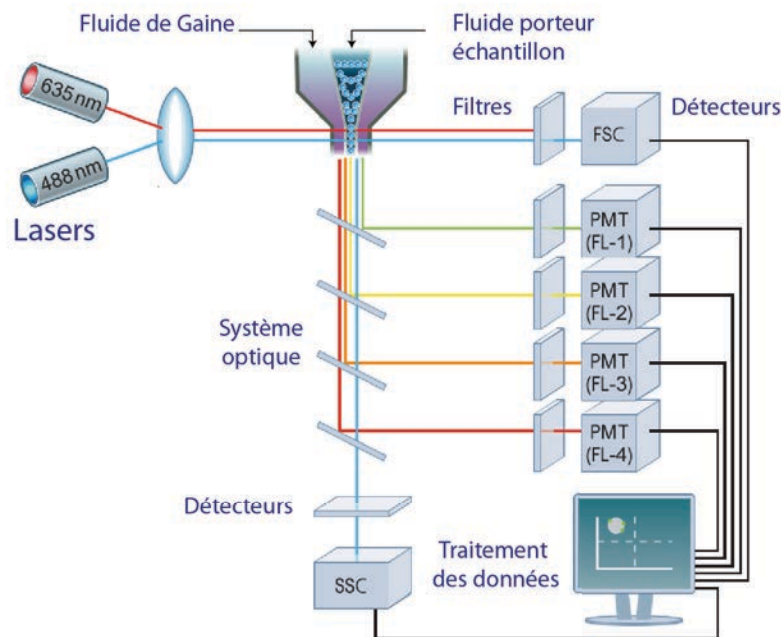 Fluide de Gaine
Fluide porteur
échantillon
635 nm
488 nm
Lasers
Filtres
Détecteurs
FSC
PMT
(FL-1)
PMT
(FL-2)
Système
optique
PMT
(FL-3)
PMT
(FL-4)
Détecteurs
SSC
Traitement
des données